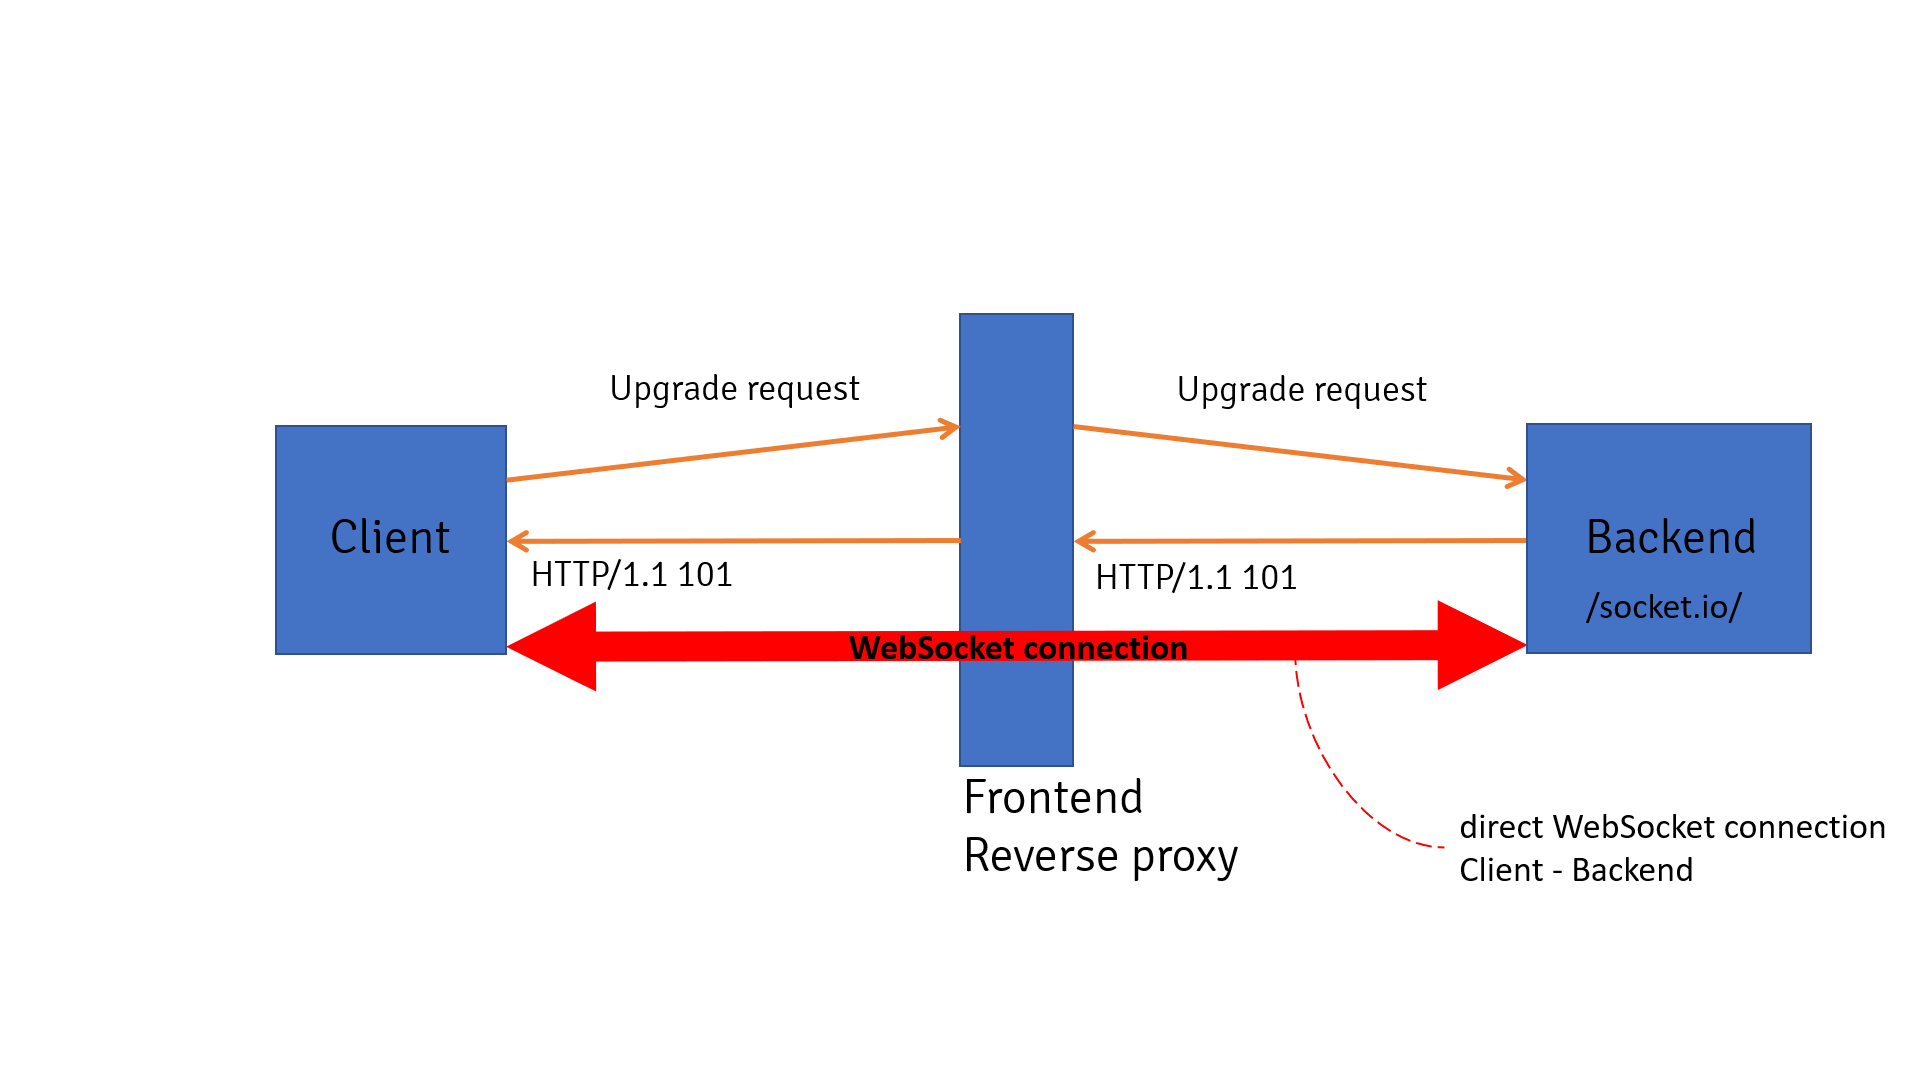 Upgrade request
Upgrade request
Client
Backend
HTTP/1.1 101
HTTP/1.1 101
/socket.io/
WebSocket connection
Frontend
Reverse proxy
direct WebSocket connection
Client - Backend